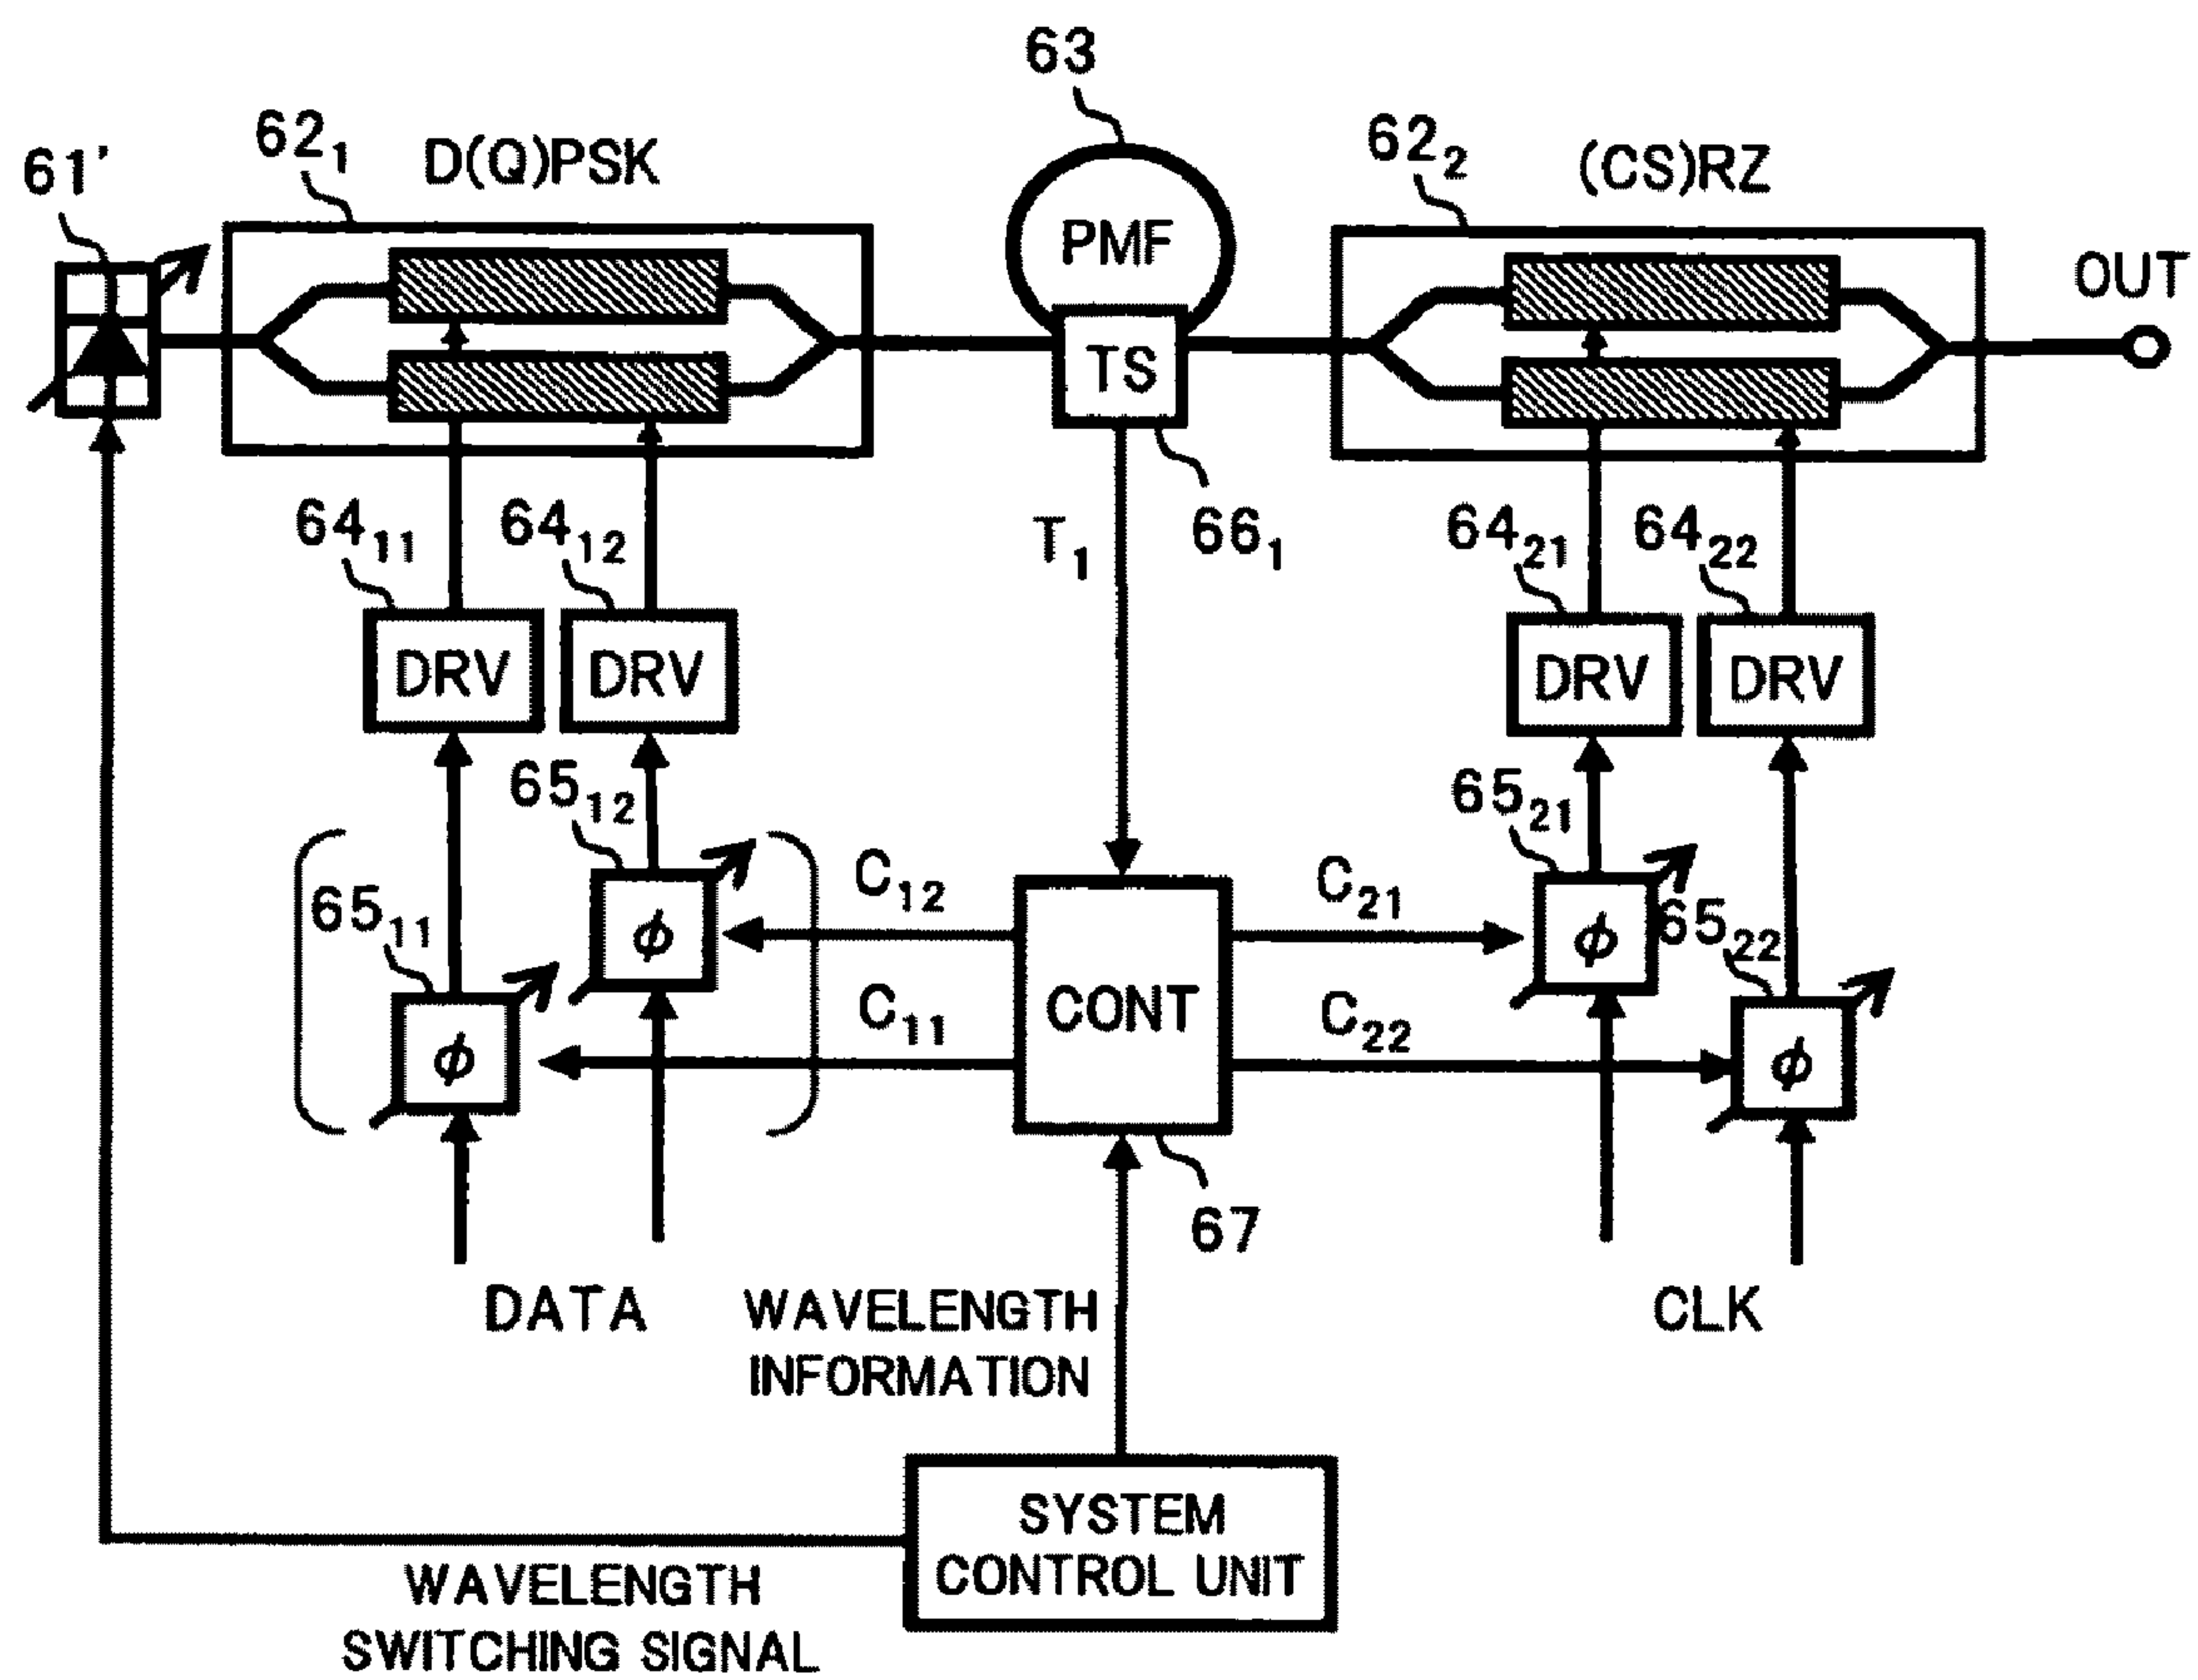 63
61’
62₁
D(Q)PSK
62₂
(CS)RZ
PMF
OUT
TS
64₁₁
64₁₂
T₁
66₁
64₂₁
64₂₂
DRV
DRV
DRV
DRV
65₁₂
65₂₁
65₁₁
C₁₂
C₂₁
65₂₂
ϕ
ϕ
C₁₁
CONT
C₂₂
ϕ
ϕ
67
DATA
WAVELENGTH
INFORMATION
CLK
SYSTEM
CONTROL UNIT
WAVELENGTH
SWITCHING SIGNAL